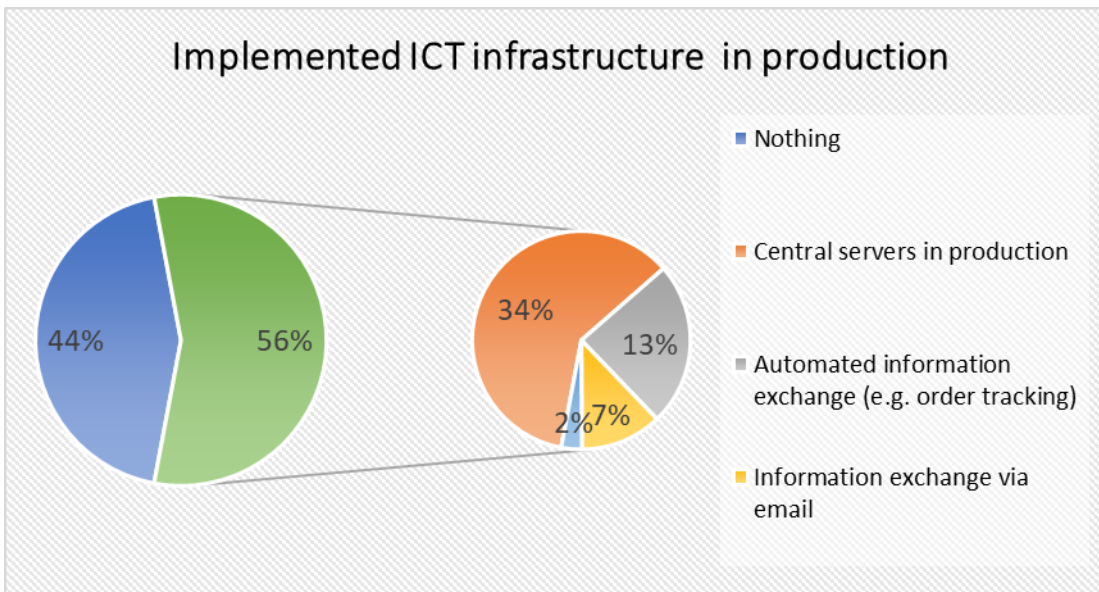 Implemented ICT infrastructure in production
44%
56%
34%
13%
2%
7%
Nothing
Central servers in production
Automated information
exchange (e.g. order tracking)
Information exchange via
email